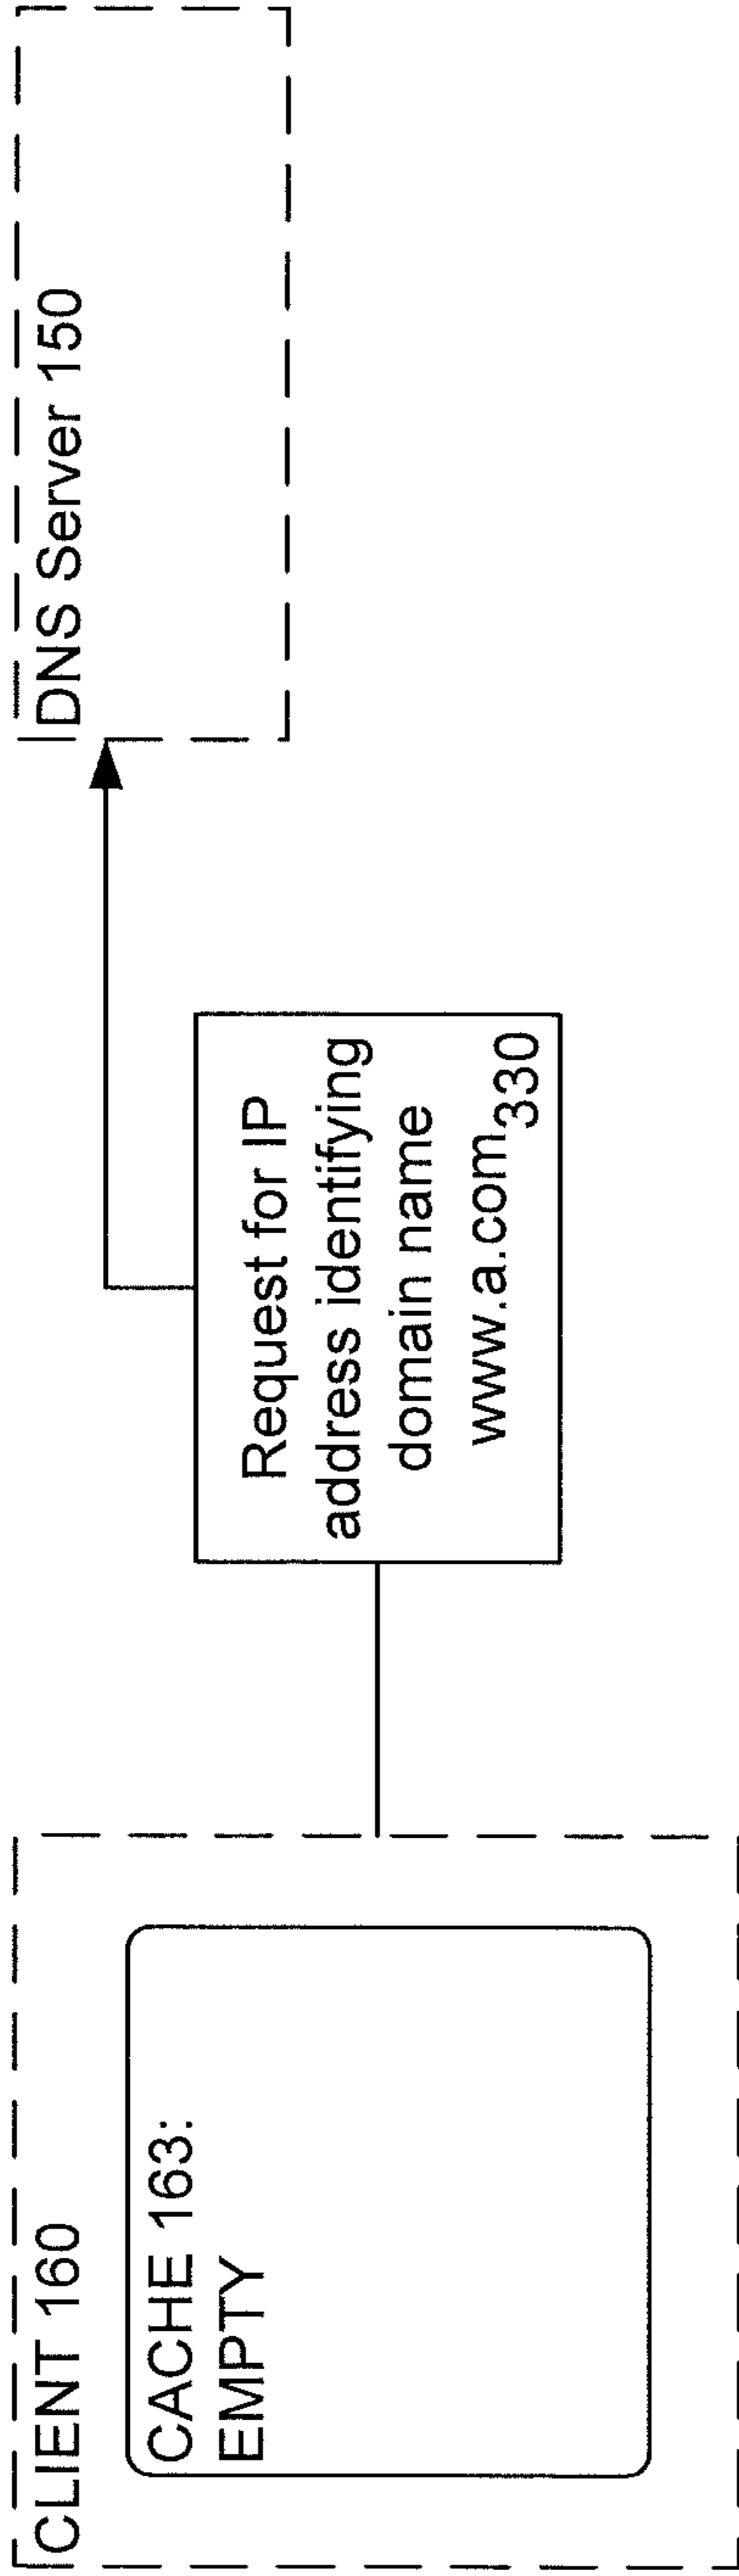 CLIENT 160
CACHE 163:
EMPTY
Request for IP
address identifying
domain name
www.a.com
330
DNS Server 150